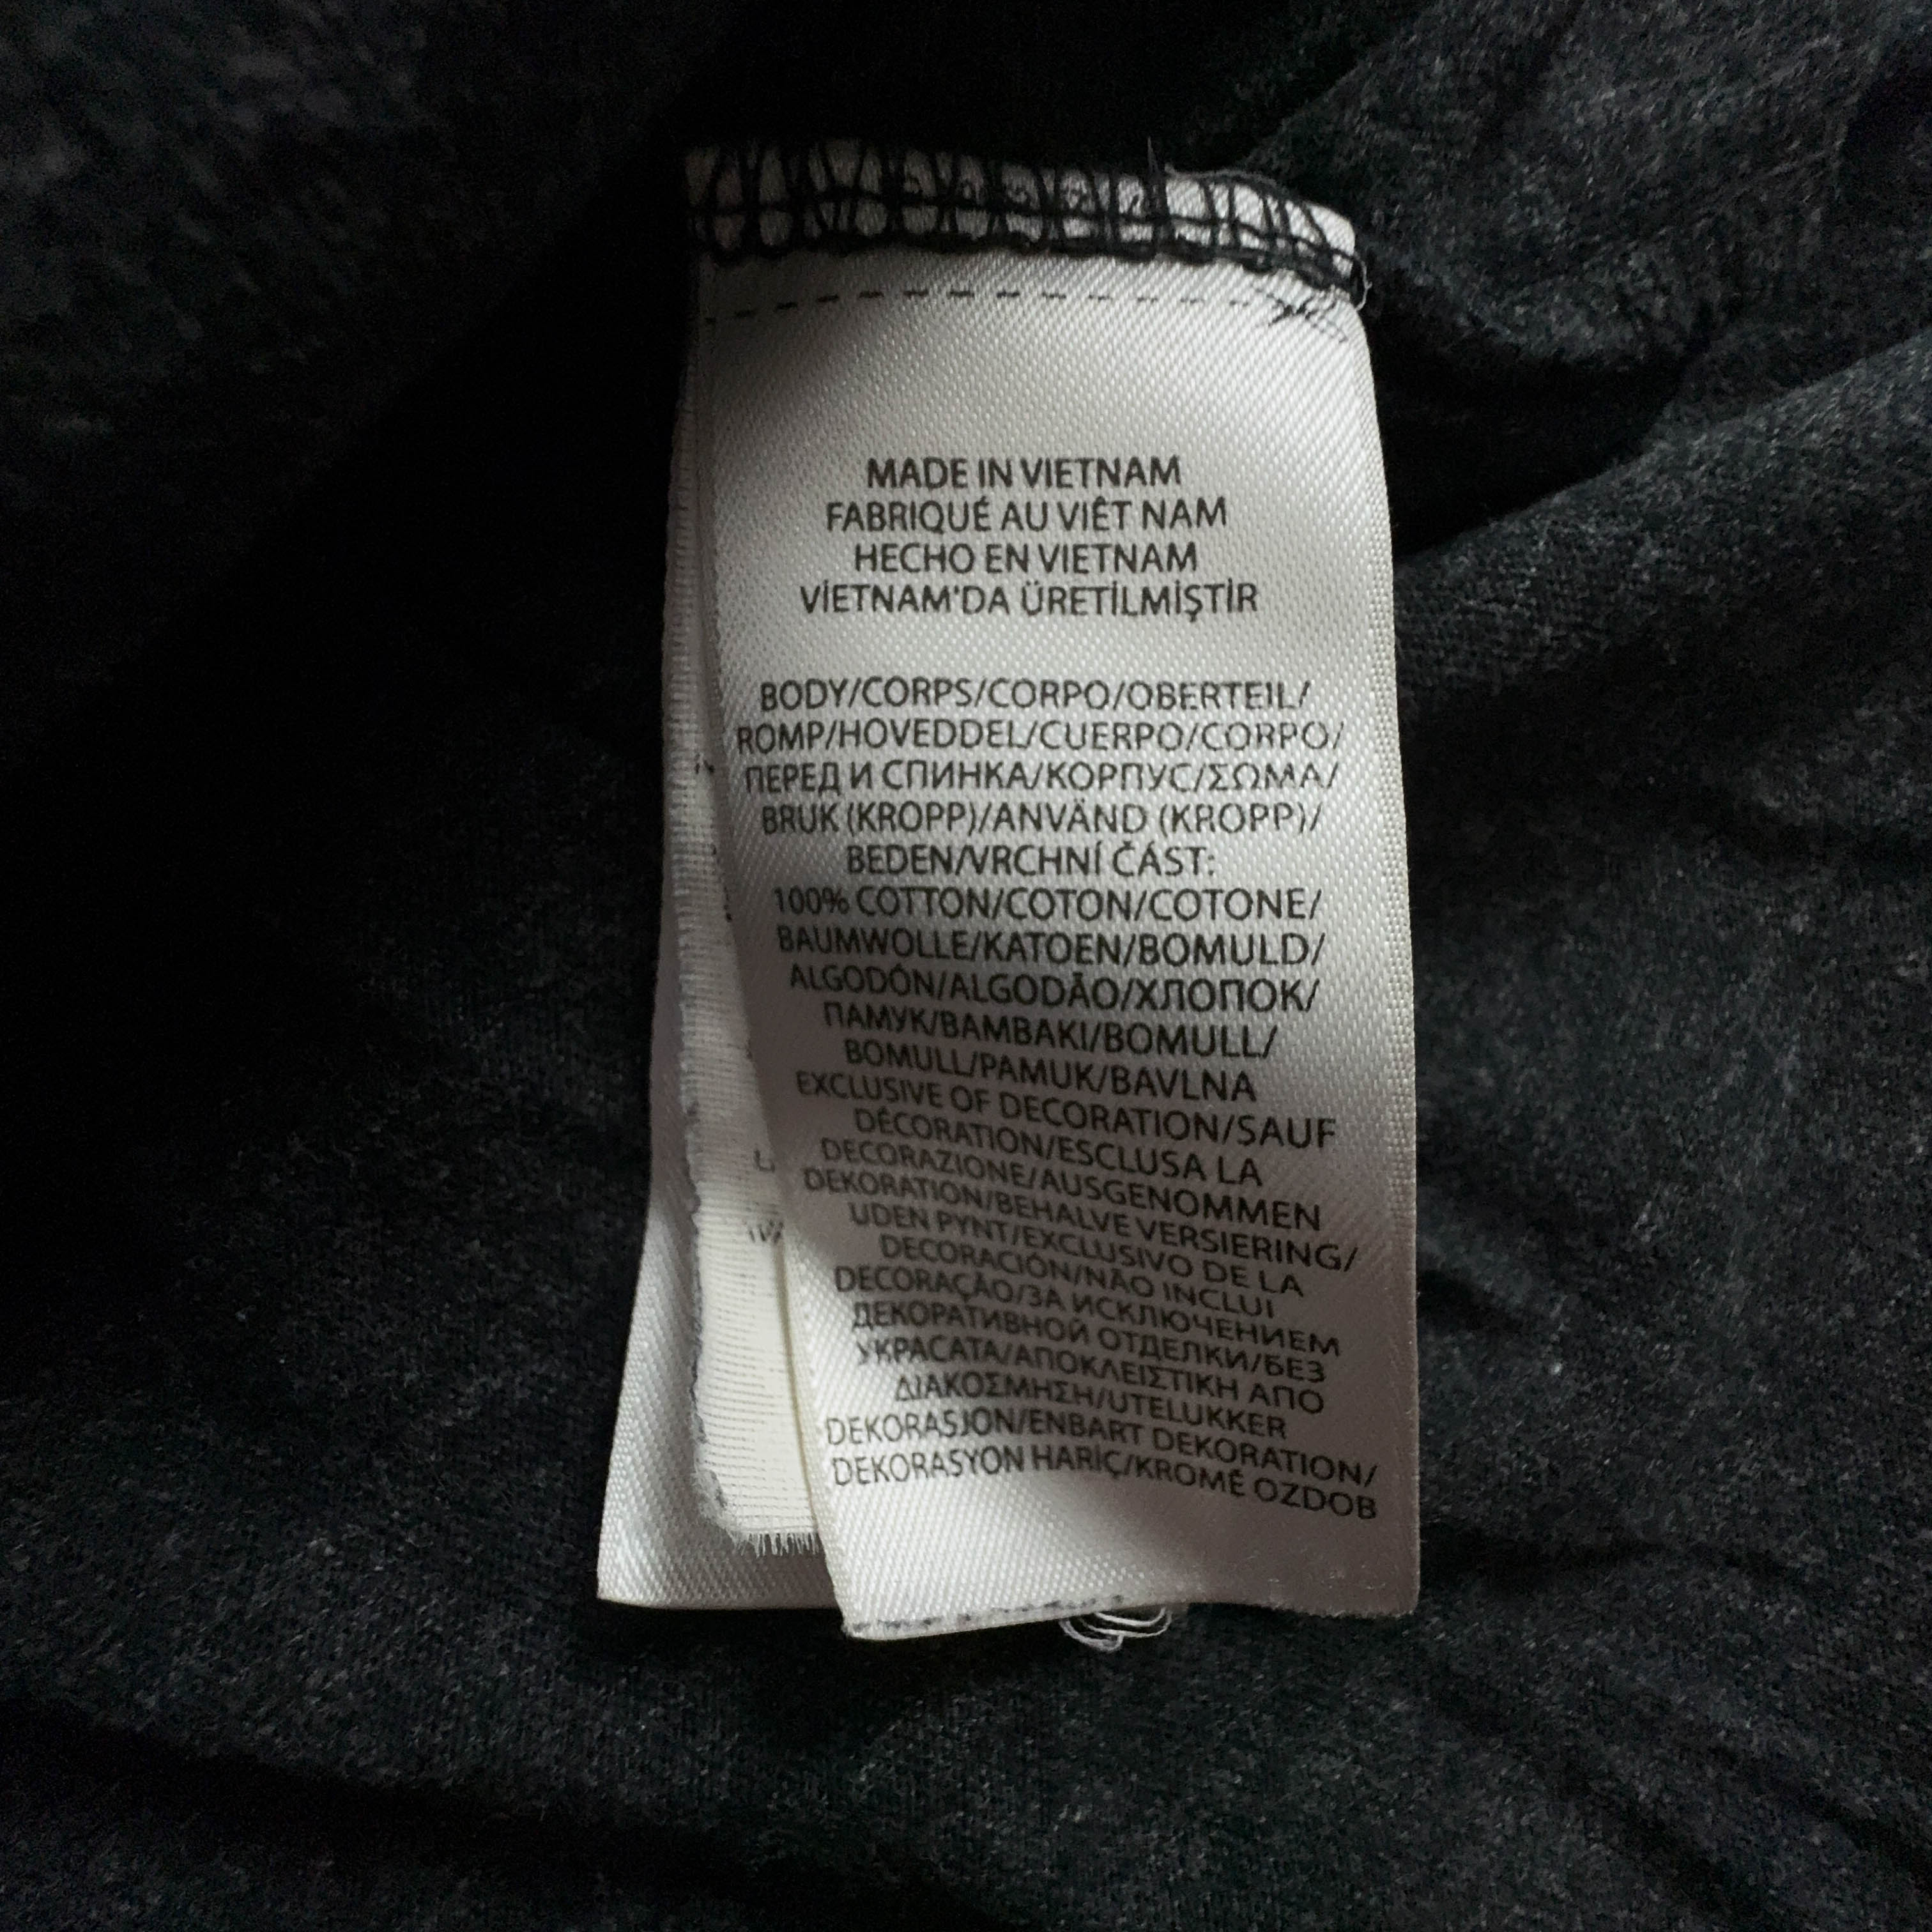 MADE IN VIETNAM
FABRIQUÉ AU VIÊT NAM
HECHO EN VIETNAM
VİETNAM'DA ÜRETİLMİŞTİR
BODY/CORPS/CORPO/OBERTEIL/
ROMP/HOVEDDEL/CUERPO/CORPO/
ПЕРЕД И СПИНКА/КОРПУС/ΣΩΜΑ/
BRUK (KROPP)/ANVÄND (KROPP)/
BEDEN/VRCHNÍ ČÁST:
100% COTTON/COTON/COTONE/
BAUMWOLLE/KATOEN/BOMULD/
ALGODÓN/ALGODÃO/ХЛОПОК/
ПАМУК/ΒΑΜΒΑΚΙ/BOMULL/
BOMULL/PAMUK/BAVLNA
EXCLUSIVE OF DECORATION/SAUF
DÉCORATION/ESCLUSA LA
DECORAZIONE/AUSGENOMMEN
DEKORATION/BEHALVE VERSIERING/
UDEN PYNT/EXCLUSIVO DE LA
DECORACIÓN/NÃO INCLUI
DECORAÇÃO/ЗА ИСКЛЮЧЕНИЕМ
ДЕКОРАТИВНОЙ ОТДЕЛКИ/БЕЗ
УКРАСАТА/ΑΠΟΚΛΕΙΣΤΙΚΗ ΑΠΟ
ΔΙΑΚΟΣΜΗΣΗ/UTELUKKER
DEKORASJON/ENBART DEKORATION/
DEKORASYON HARİÇ/KROMĚ OZDOB